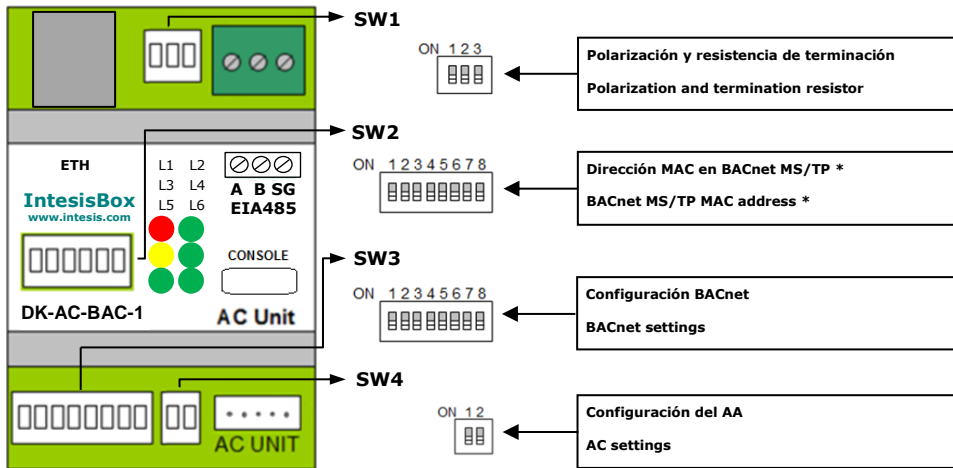 SW1
ON 1 2 3
Polarización y resistencia de terminación
Polarization and termination resistor
SW2
ETH
L1 L2
L3 L4
L5 L6
A B SG
EIA485
IntesisBox
www.intesis.com
ON 1 2 3 4 5 6 7 8
Dirección MAC en BACnet MS/TP *
BACnet MS/TP MAC address *
CONSOLE
SW3
DK-AC-BAC-1
AC Unit
ON 1 2 3 4 5 6 7 8
Configuración BACnet
BACnet settings
SW4
AC UNIT
ON 1 2
Configuración del AA
AC settings